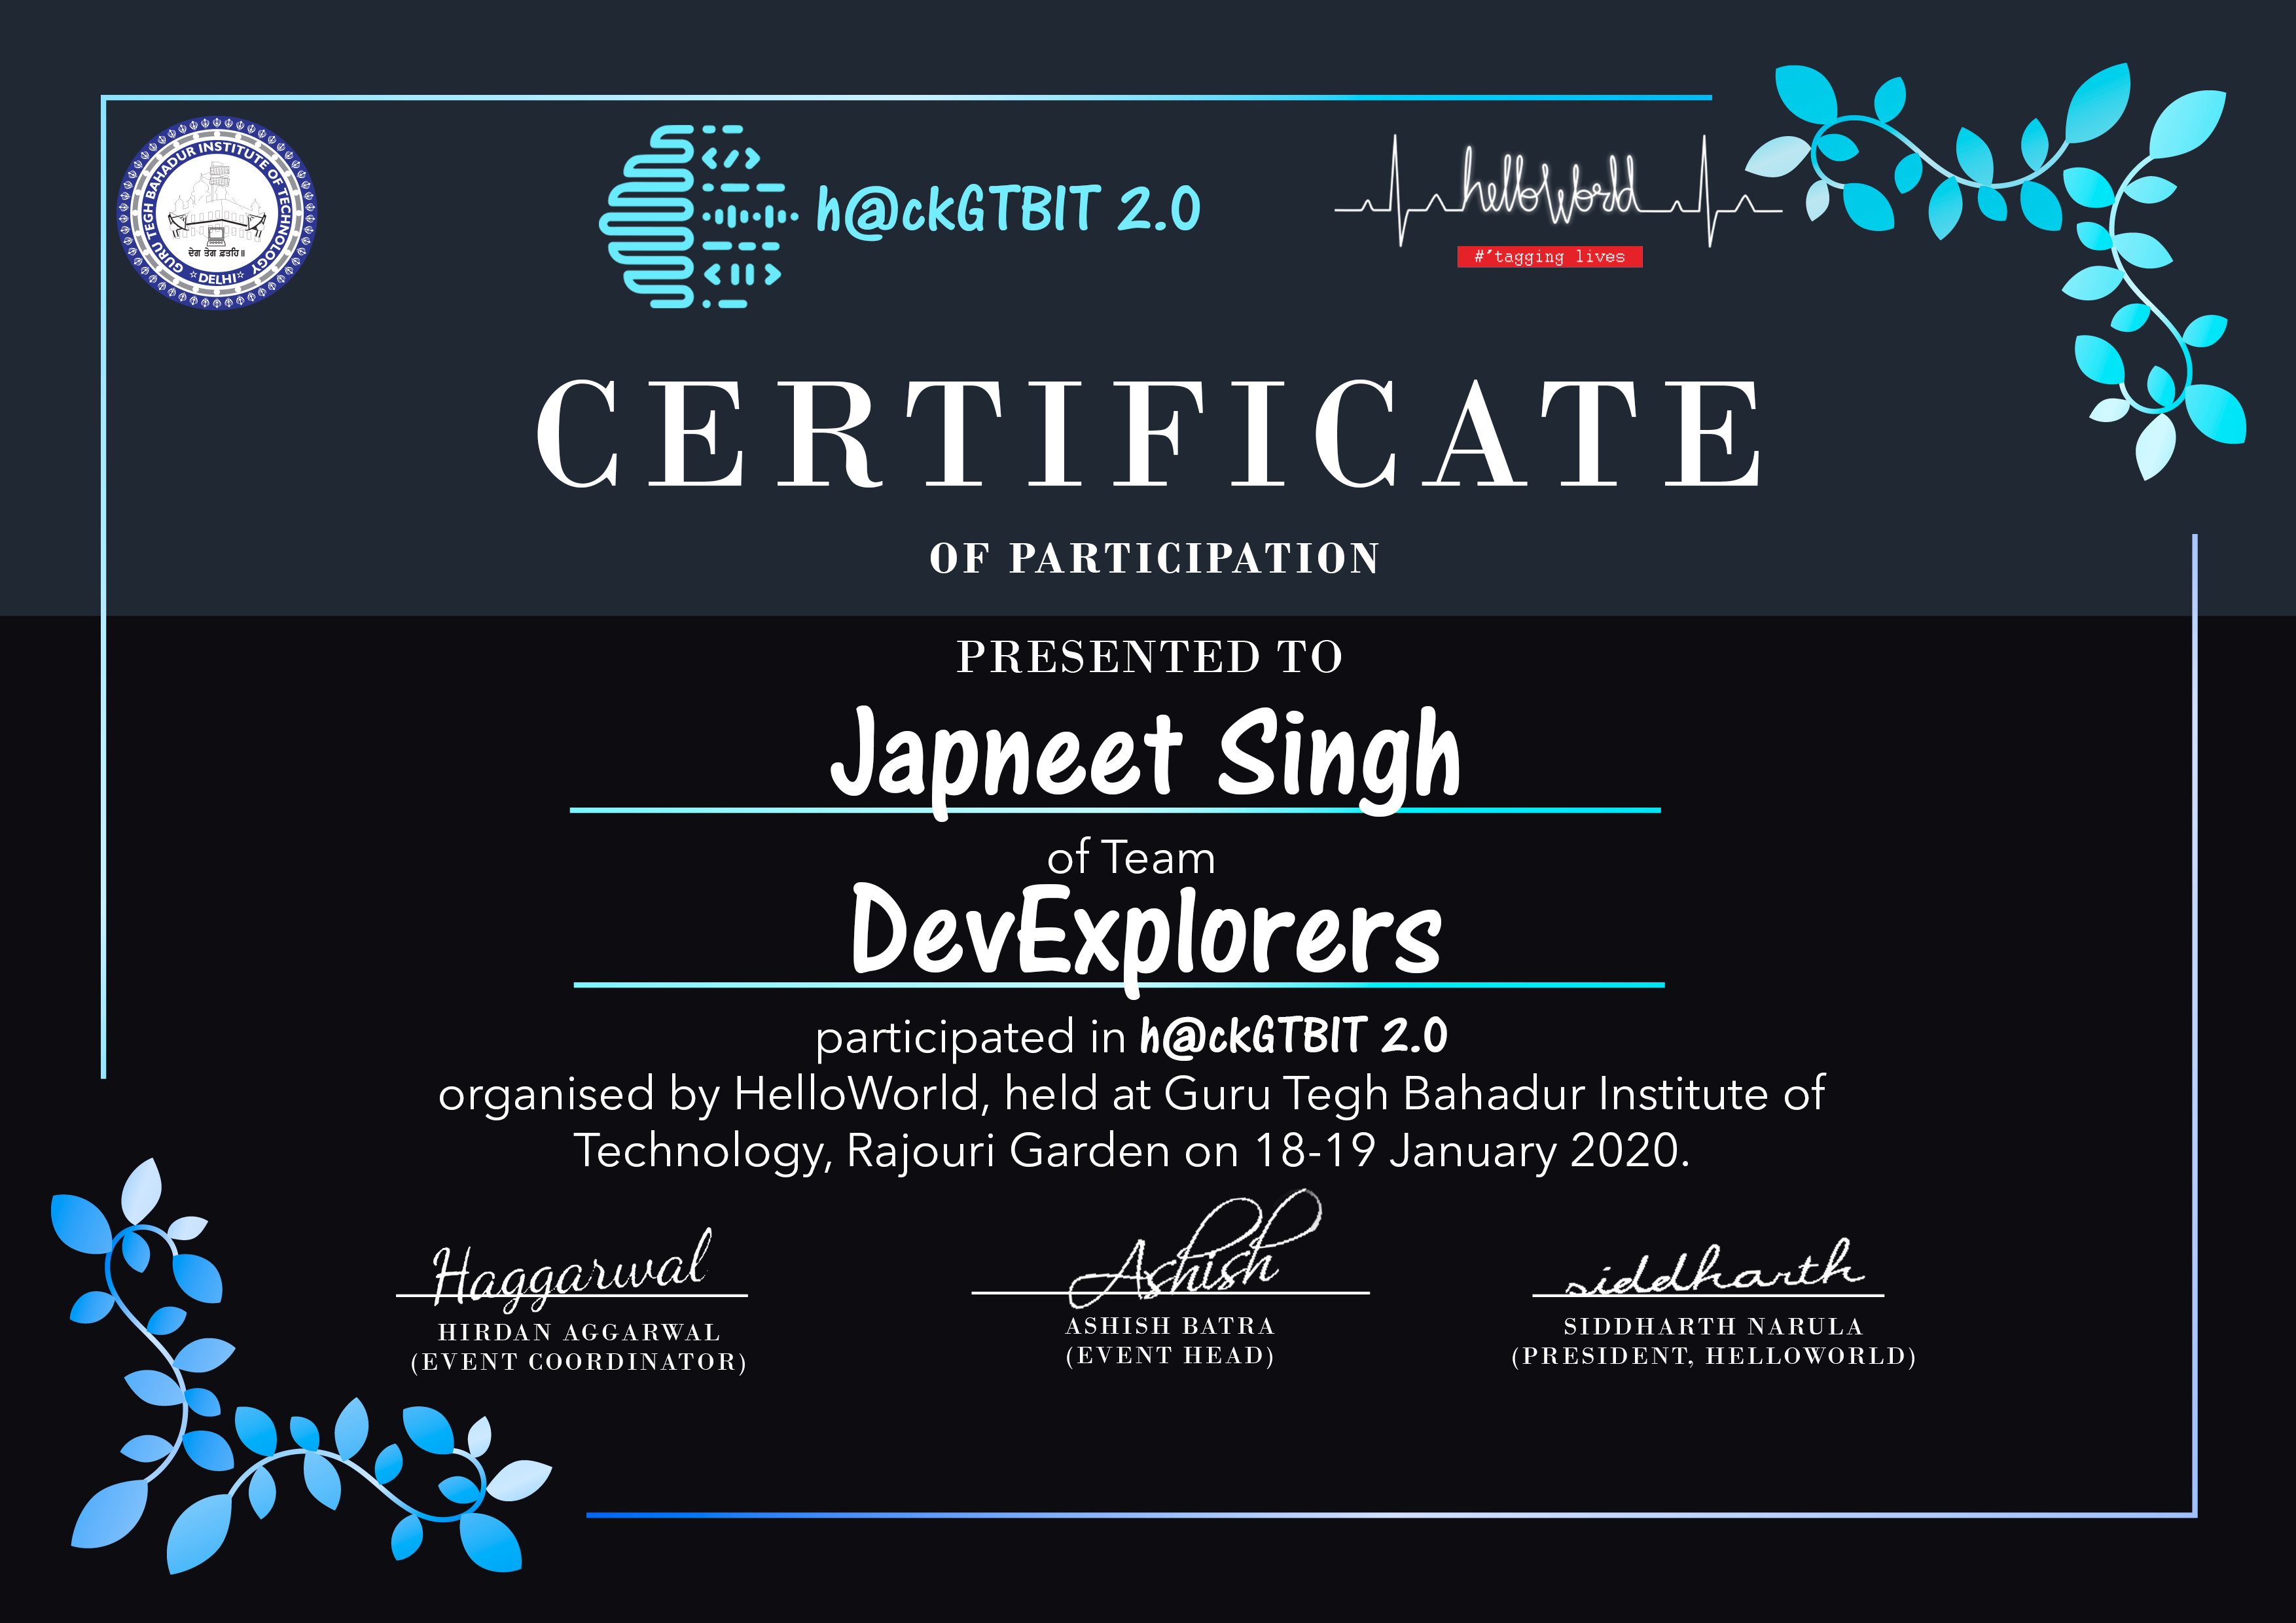 GURU TEGH BAHADUR INSTITUTE OF TECHNOLOGY
ਦੇਗ ਤੇਗ ਫ਼ਤਹਿ॥
☆ DELHI ☆
h@ckGTBIT 2.0
helloWorld
#'tagging lives
CERTIFICATE
OF PARTICIPATION
PRESENTED TO
Japneet Singh
of Team
DevExplorers
participated in h@ckGTBIT 2.0
organised by HelloWorld, held at Guru Tegh Bahadur Institute of
Technology, Rajouri Garden on 18-19 January 2020.
Haggarwal
Ashish
siddharth
HIRDAN AGGARWAL
(EVENT COORDINATOR)
ASHISH BATRA
(EVENT HEAD)
SIDDHARTH NARULA
(PRESIDENT, HELLOWORLD)